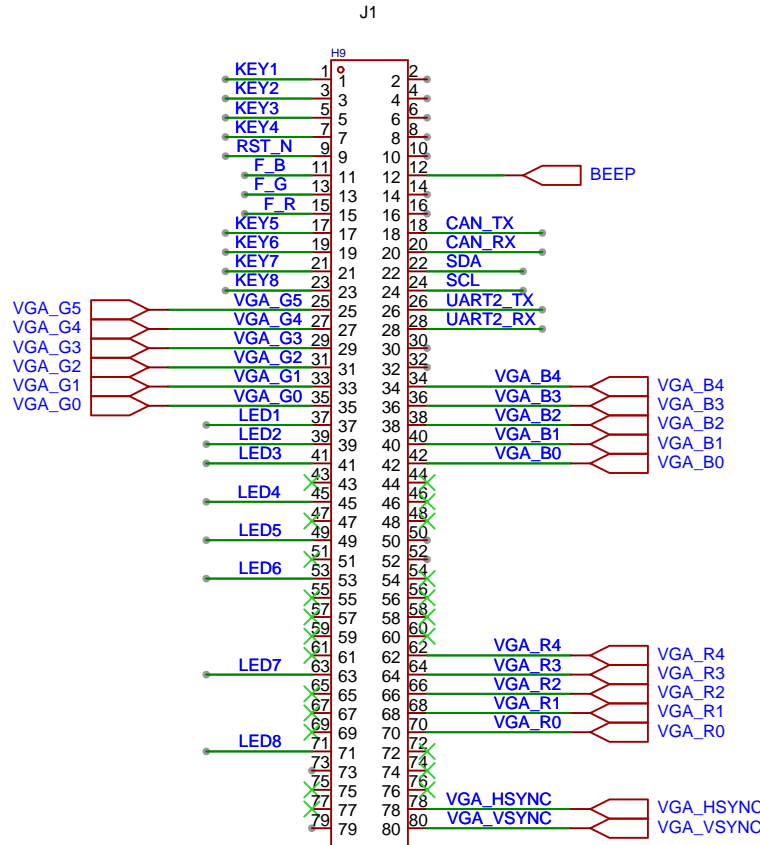 J1
H9
KEY1 1 1 2 2
KEY2 3 3 4 4
KEY3 5 5 6 6
KEY4 7 7 8 8
RST_N 9 9 10 10
F_B 11 11 12 12 BEEP
F_G 13 13 14 14
F_R 15 15 16 16
KEY5 17 17 18 18 CAN_TX
KEY6 19 19 20 20 CAN_RX
KEY7 21 21 22 22 SDA
KEY8 23 23 24 24 SCL
VGA_G5 VGA_G5 25 25 26 26 UART2_TX
VGA_G4 VGA_G4 27 27 28 28 UART2_RX
VGA_G3 VGA_G3 29 29 30 30
VGA_G2 VGA_G2 31 31 32 32
VGA_G1 VGA_G1 33 33 34 34 VGA_B4 VGA_B4
VGA_G0 VGA_G0 35 35 36 36 VGA_B3 VGA_B3
LED1 37 37 38 38 VGA_B2 VGA_B2
LED2 39 39 40 40 VGA_B1 VGA_B1
LED3 41 41 42 42 VGA_B0 VGA_B0
43 43 44 44
LED4 45 45 46 46
47 47 48 48
LED5 49 49 50 50
51 51 52 52
LED6 53 53 54 54
55 55 56 56
57 57 58 58
59 59 60 60
61 61 62 62 VGA_R4 VGA_R4
LED7 63 63 64 64 VGA_R3 VGA_R3
65 65 66 66 VGA_R2 VGA_R2
67 67 68 68 VGA_R1 VGA_R1
69 69 70 70 VGA_R0 VGA_R0
LED8 71 71 72 72
73 73 74 74
75 75 76 76
77 77 78 78 VGA_HSYNC VGA_HSYNC
79 79 80 80 VGA_VSYNC VGA_VSYNC